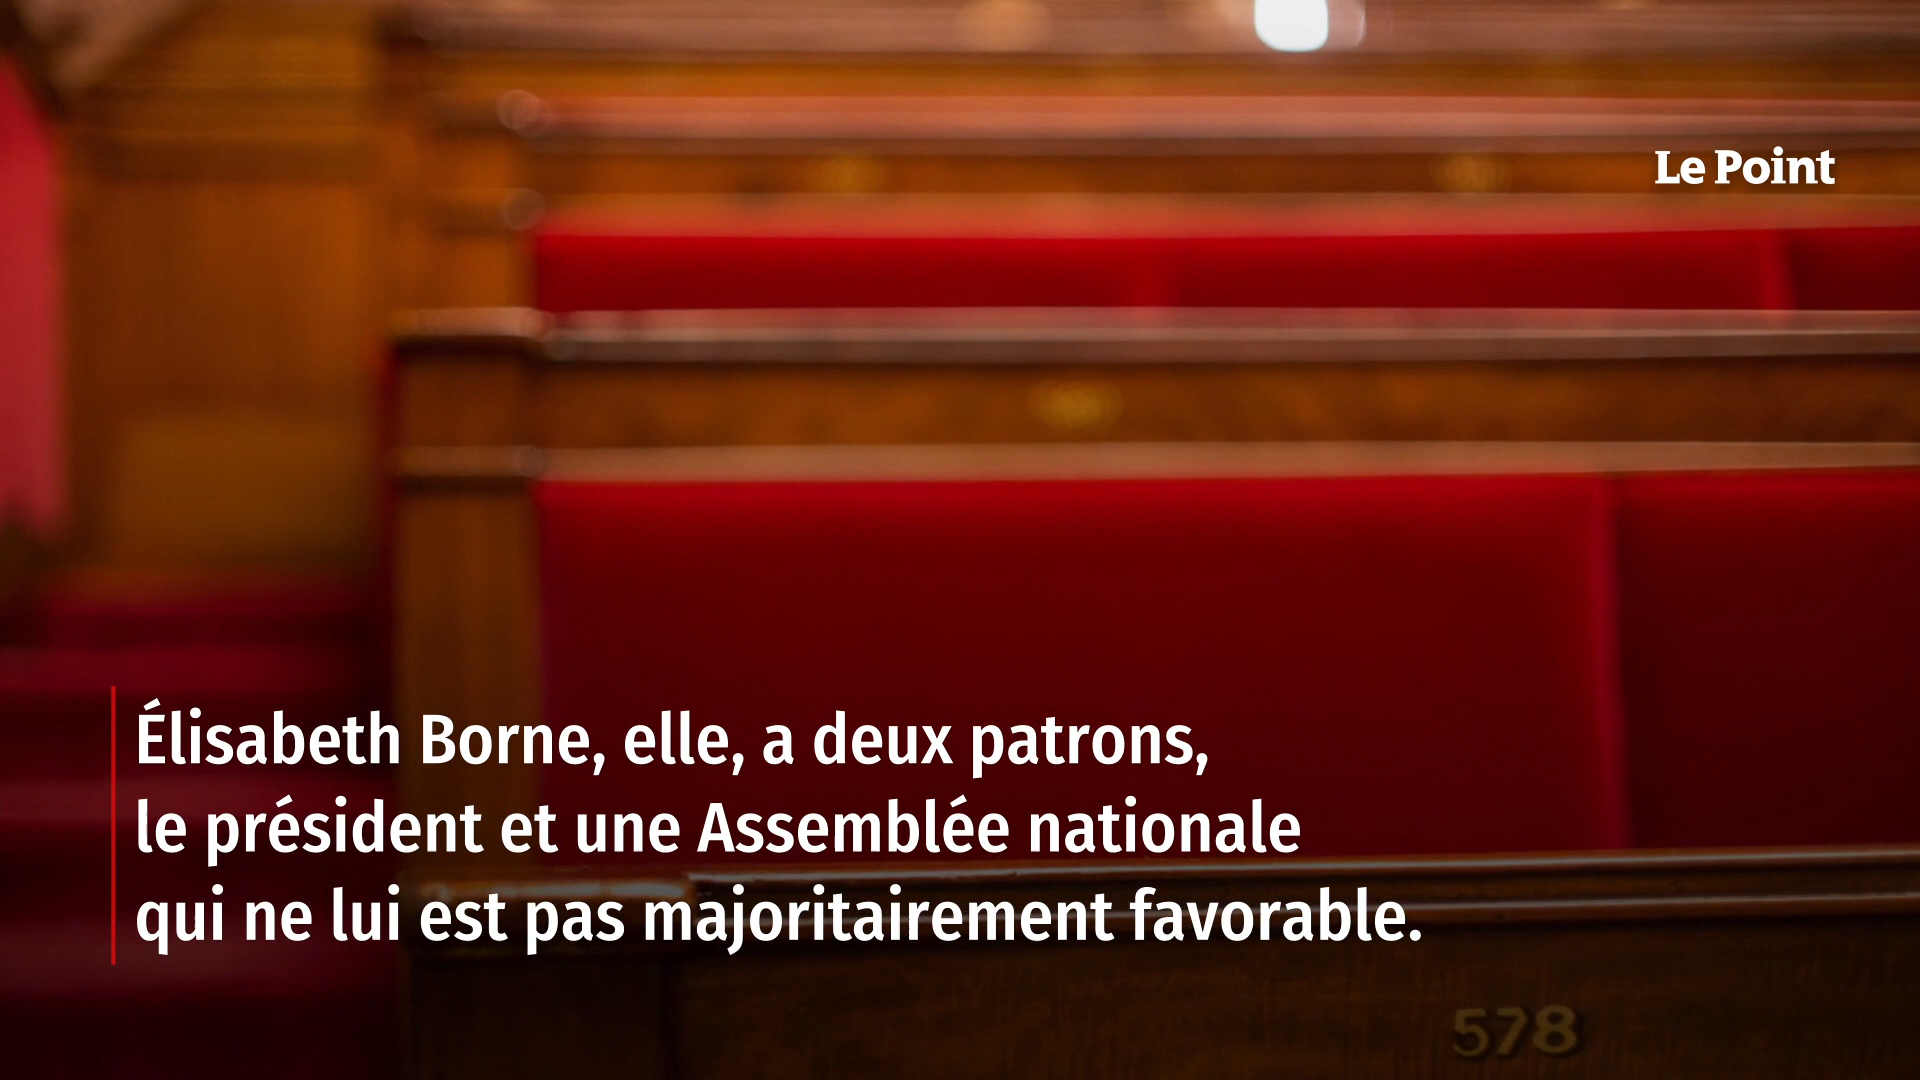 Le Point
Élisabeth Borne, elle, a deux patrons,
le président et une Assemblée nationale
qui ne lui est pas majoritairement favorable.
578